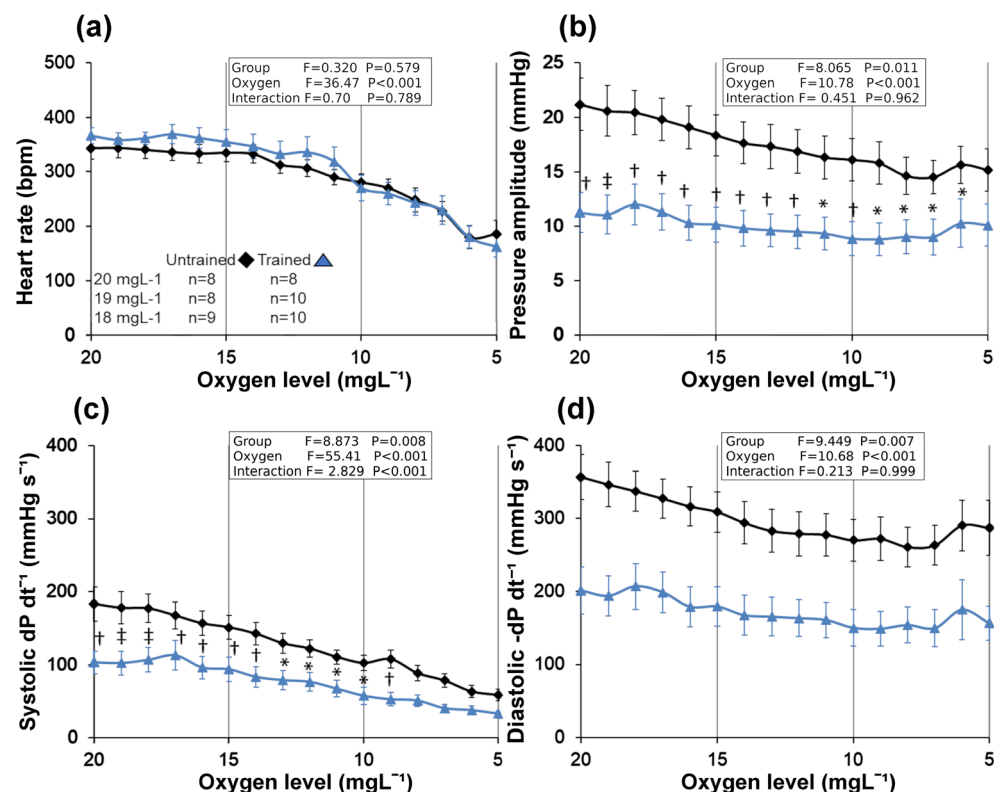 (a)
Heart rate (bpm)
500
400
300
200
100
0
Group F=0.320 P=0.579
Oxygen F=36.47 P<0.001
Interaction F=0.70 P=0.789
Untrained Trained
20 mgL-1 n=8 n=8
19 mgL-1 n=8 n=10
18 mgL-1 n=9 n=10
20 15 10 5
Oxygen level (mgL⁻¹)
(b)
Pressure amplitude (mmHg)
25
20
15
10
5
0
Group F=8.065 P=0.011
Oxygen F=10.78 P<0.001
Interaction F= 0.451 P=0.962
† ‡ † † † † † † † * † * * * *
20 15 10 5
Oxygen level (mgL⁻¹)
(c)
Systolic dP dt⁻¹ (mmHg s⁻¹)
400
300
200
100
0
Group F=8.873 P=0.008
Oxygen F=55.41 P<0.001
Interaction F= 2.829 P<0.001
† ‡ ‡ † † † † * * * * †
20 15 10 5
Oxygen level (mgL⁻¹)
(d)
Diastolic -dP dt⁻¹ (mmHg s⁻¹)
400
300
200
100
0
Group F=9.449 P=0.007
Oxygen F=10.68 P<0.001
Interaction F=0.213 P=0.999
20 15 10 5
Oxygen level (mgL⁻¹)